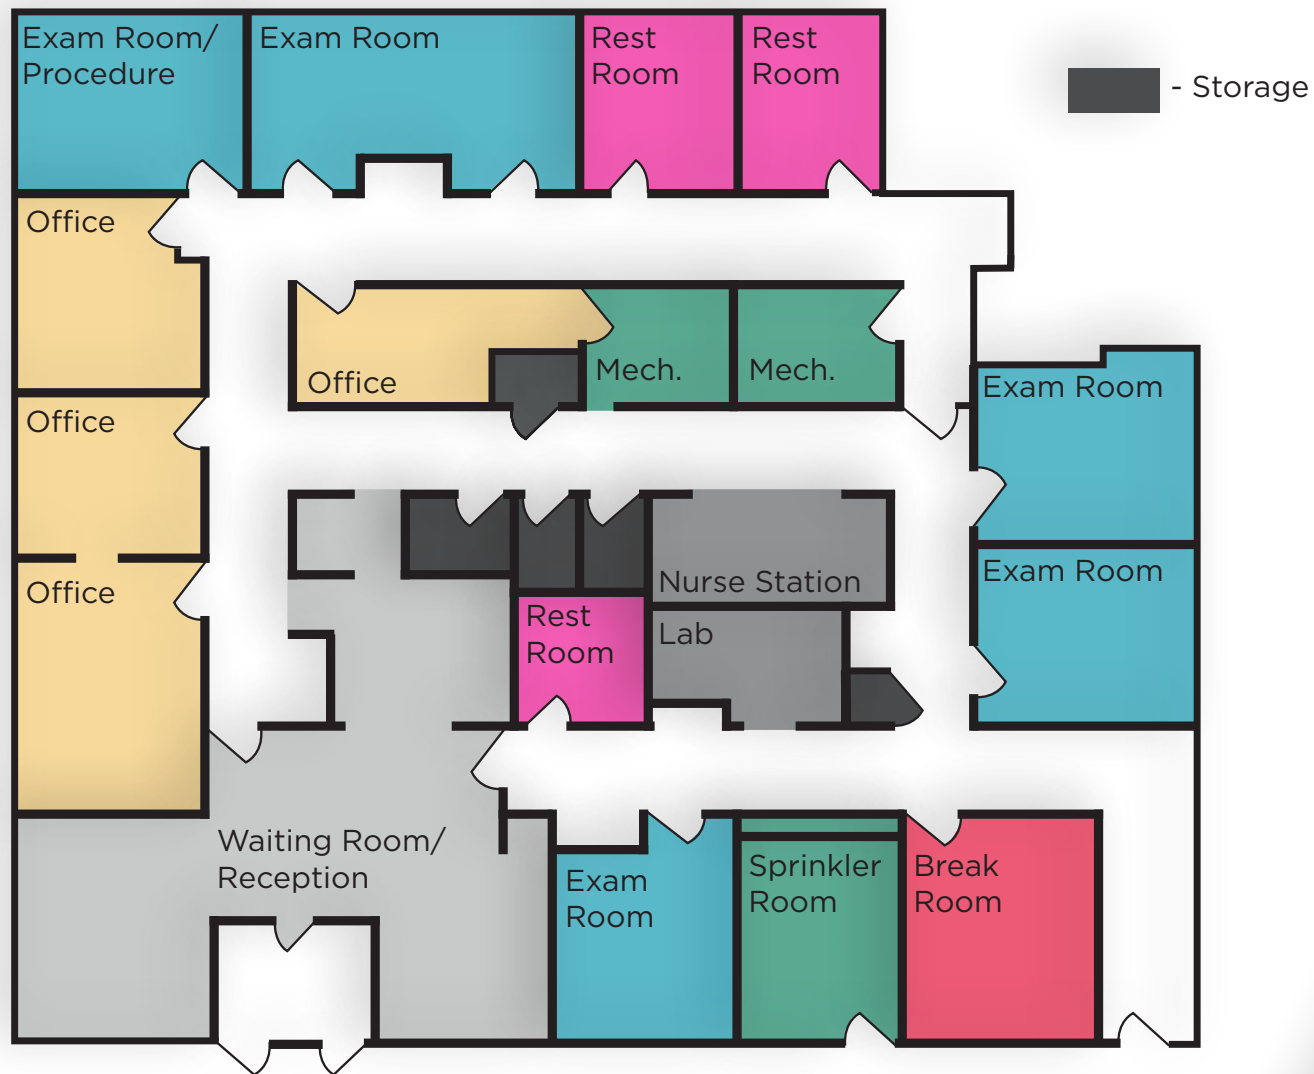 Exam Room/
Procedure
Exam Room
Rest
Room
Rest
Room
- Storage
Office
Office
Mech.
Mech.
Exam Room
Office
Office
Exam Room
Nurse Station
Rest
Room
Lab
Waiting Room/
Reception
Exam
Room
Sprinkler
Room
Break
Room